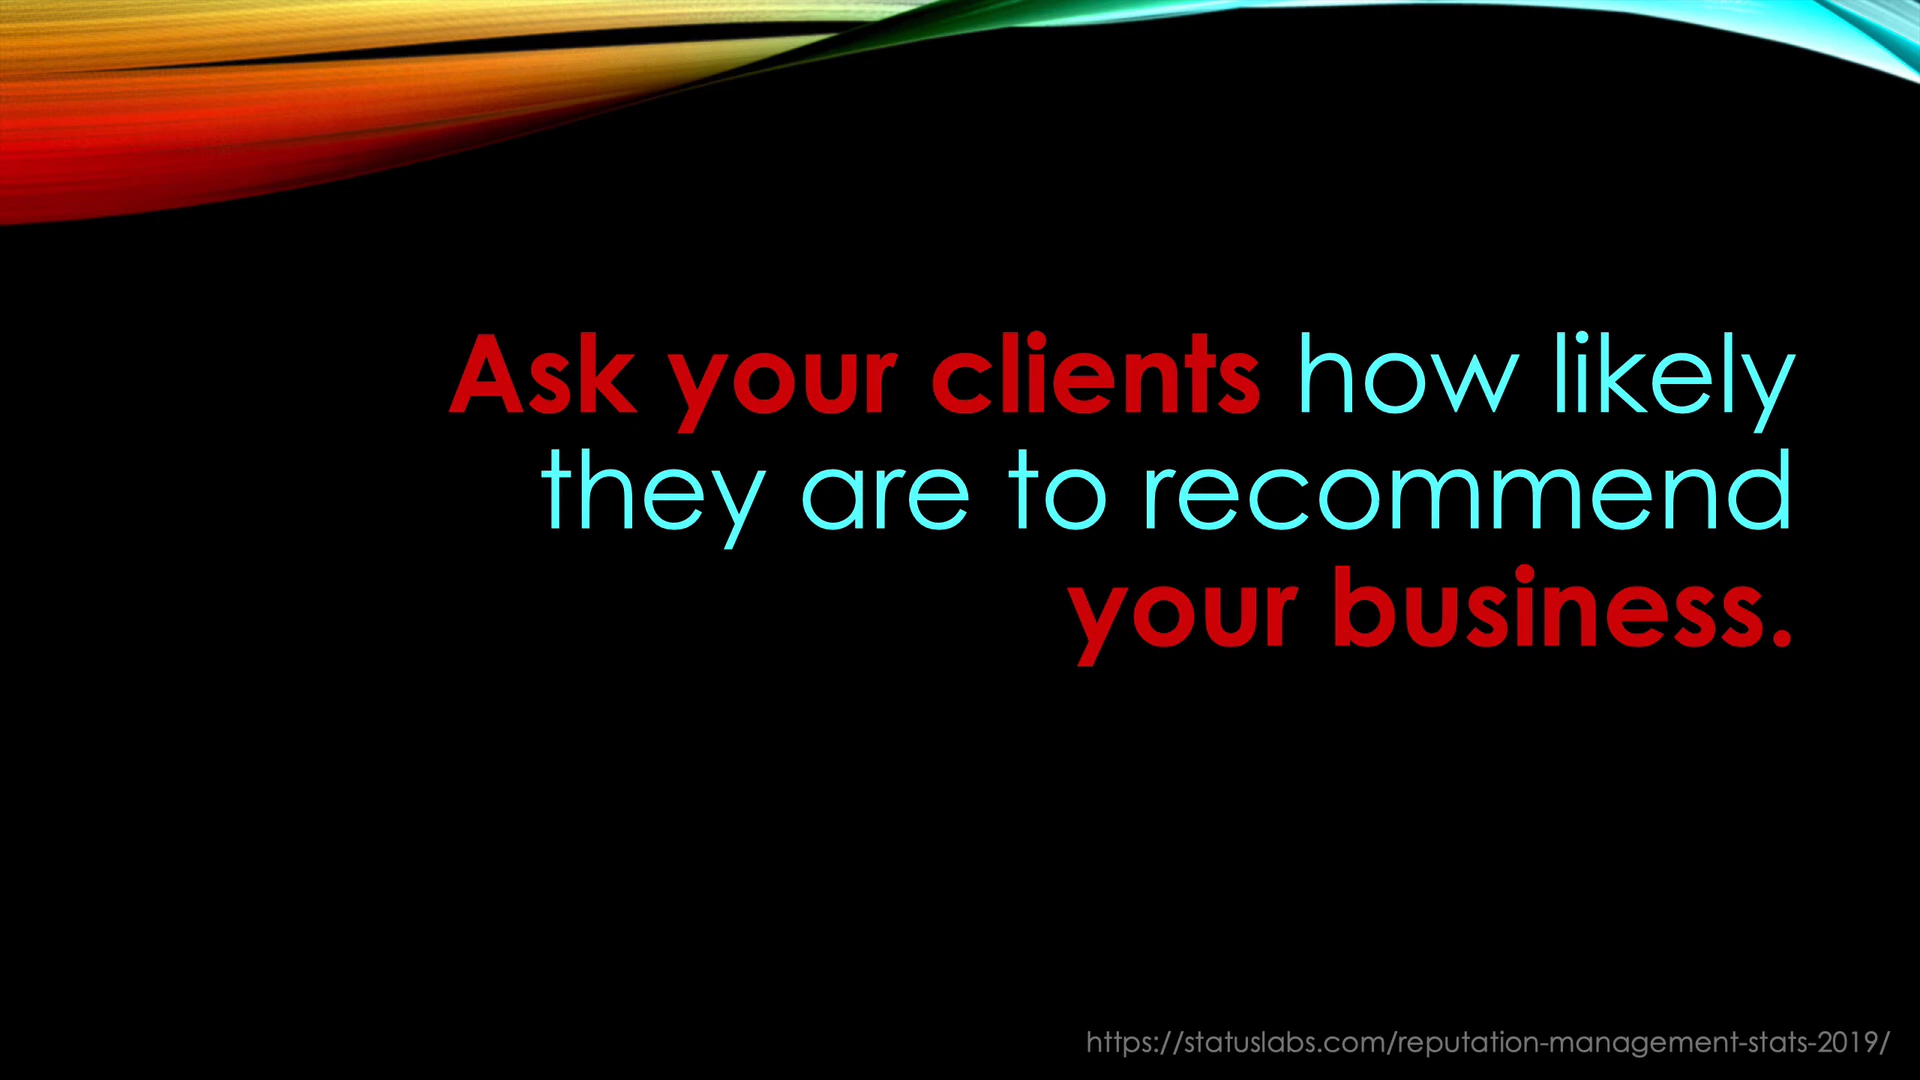 Ask your clients how likely
they are to recommend
your business.
https://statuslabs.com/reputation-management-stats-2019/